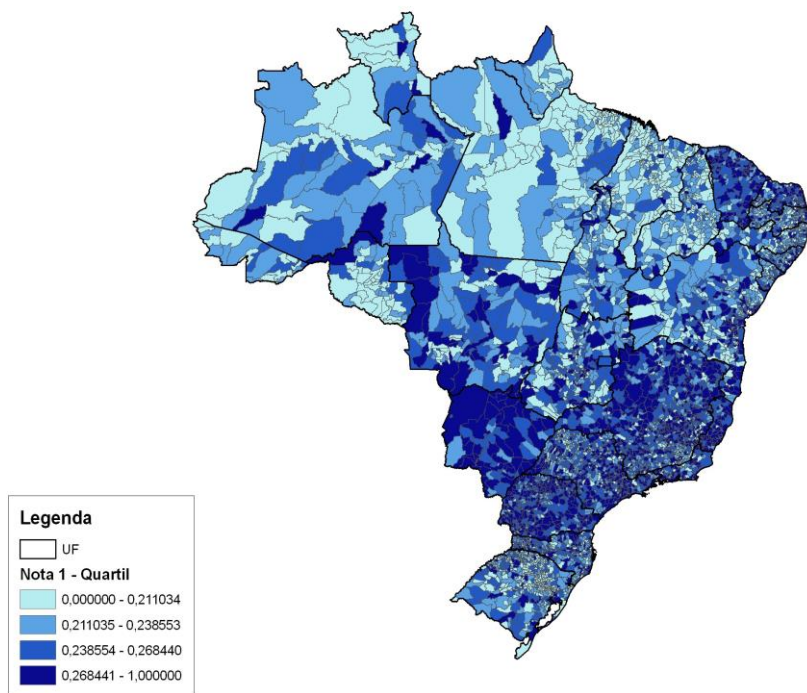 Legenda
UF
Nota 1 - Quartil
0,000000 - 0,211034
0,211035 - 0,238553
0,238554 - 0,268440
0,268441 - 1,000000